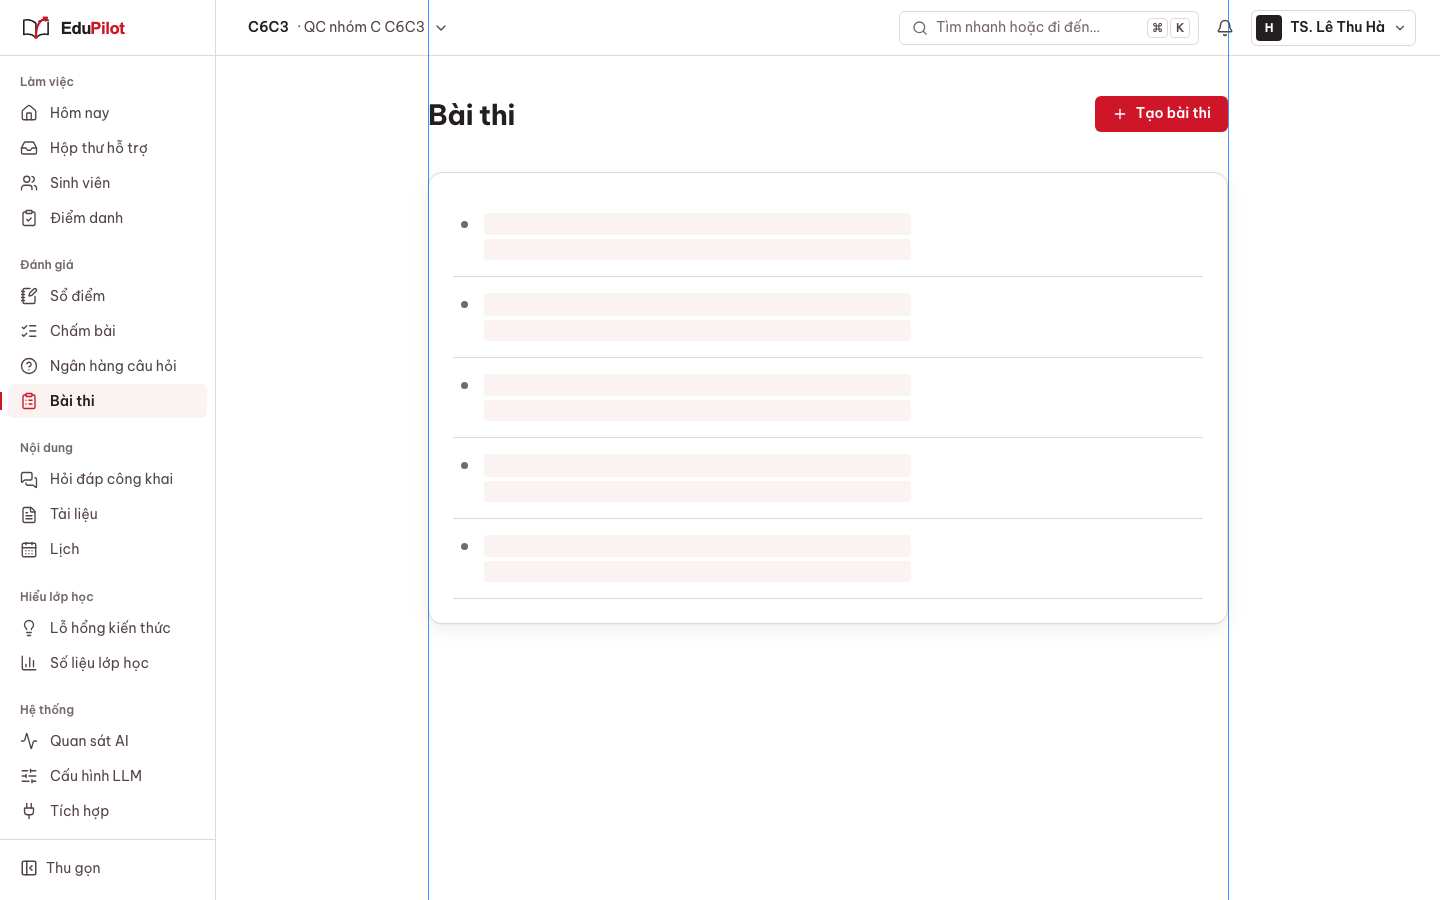 EduPilot
C6C3 · QC nhóm C C6C3
Tìm nhanh hoặc đi đến...
⌘ K
H
TS. Lê Thu Hà
Làm việc
Hôm nay
Hộp thư hỗ trợ
Sinh viên
Điểm danh
Đánh giá
Sổ điểm
Chấm bài
Ngân hàng câu hỏi
Bài thi
Nội dung
Hỏi đáp công khai
Tài liệu
Lịch
Hiểu lớp học
Lỗ hổng kiến thức
Số liệu lớp học
Hệ thống
Quan sát AI
Cấu hình LLM
Tích hợp
Thu gọn
Bài thi
Tạo bài thi